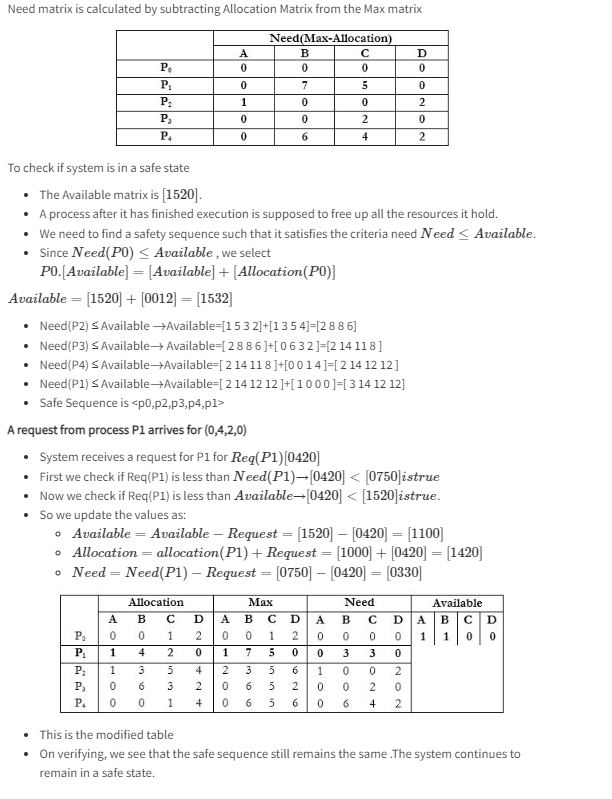 Need matrix is calculated by subtracting Allocation Matrix from the Max matrix
Need(Max-Allocation)
A B C D
P₀ 0 0 0 0
P₁ 0 7 5 0
P₂ 1 0 0 2
P₃ 0 0 2 0
P₄ 0 6 4 2
To check if system is in a safe state
• The Available matrix is [1520].
• A process after it has finished execution is supposed to free up all the resources it hold.
• We need to find a safety sequence such that it satisfies the criteria need Need ≤ Available.
• Since Need(P0) ≤ Available , we select
P0.[Available] = [Available] + [Allocation(P0)]
Available = [1520] + [0012] = [1532]
• Need(P2) ≤ Available →Available=[1 5 3 2]+[1 3 5 4]=[2 8 8 6]
• Need(P3) ≤ Available→ Available=[ 2 8 8 6 ]+[ 0 6 3 2 ]=[2 14 11 8 ]
• Need(P4) ≤ Available→Available=[ 2 14 11 8 ]+[0 0 1 4 ]=[ 2 14 12 12 ]
• Need(P1) ≤ Available→Available=[ 2 14 12 12 ]+[ 1 0 0 0 ]=[ 3 14 12 12]
• Safe Sequence is <p0,p2,p3,p4,p1>
A request from process P1 arrives for (0,4,2,0)
• System receives a request for P1 for Req(P1)[0420]
• First we check if Req(P1) is less than Need(P1)→[0420] < [0750]istrue
• Now we check if Req(P1) is less than Available→[0420] < [1520]istrue.
• So we update the values as:
◦ Available = Available − Request = [1520] − [0420] = [1100]
◦ Allocation = allocation(P1) + Request = [1000] + [0420] = [1420]
◦ Need = Need(P1) − Request = [0750] − [0420] = [0330]
Allocation Max Need Available
A B C D A B C D A B C D A B C D
P₀ 0 0 1 2 0 0 1 2 0 0 0 0 1 1 0 0
P₁ 1 4 2 0 1 7 5 0 0 3 3 0
P₂ 1 3 5 4 2 3 5 6 1 0 0 2
P₃ 0 6 3 2 0 6 5 2 0 0 2 0
P₄ 0 0 1 4 0 6 5 6 0 6 4 2
• This is the modified table
• On verifying, we see that the safe sequence still remains the same .The system continues to
remain in a safe state.